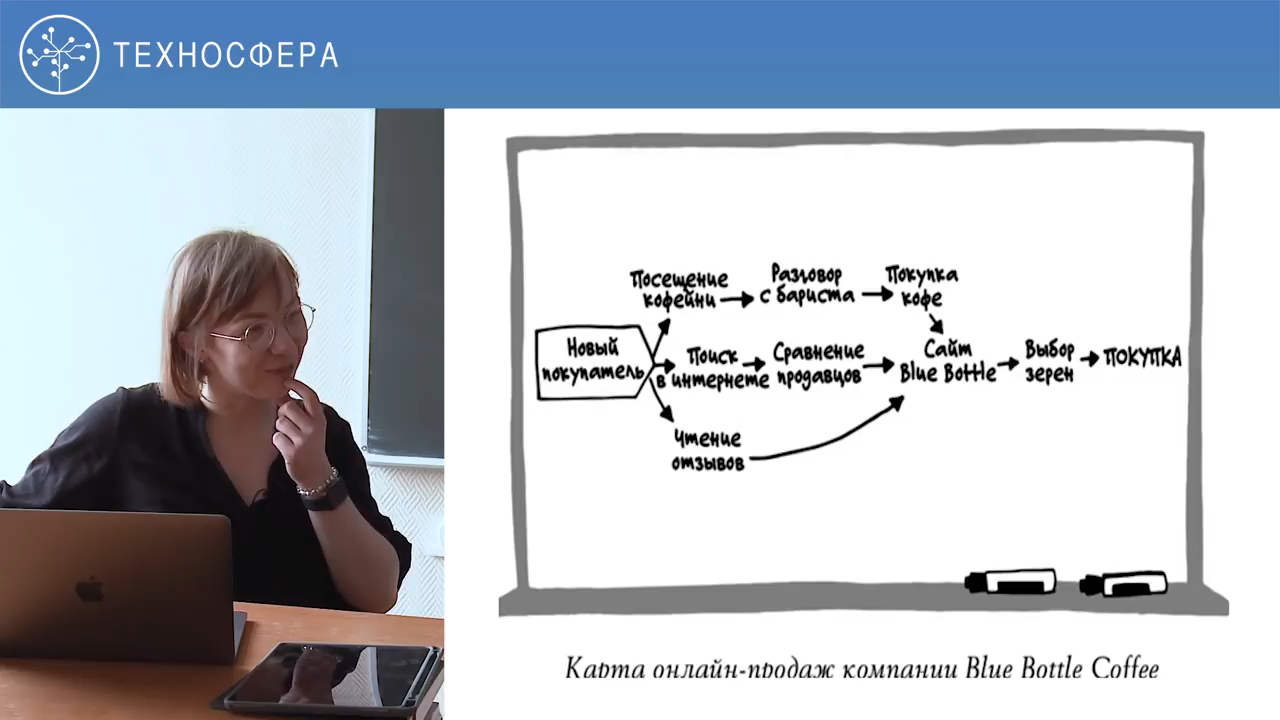 ТЕХНОСФЕРА
Посещение
кофейни
Разговор
с бариста
Покупка
кофе
Новый
покупатель
Поиск
в интернете
Сравнение
продавцов
Сайт
Blue Bottle
Выбор
зерен
ПОКУПКА
Чтение
отзывов
Карта онлайн-продаж компании Blue Bottle Coffee